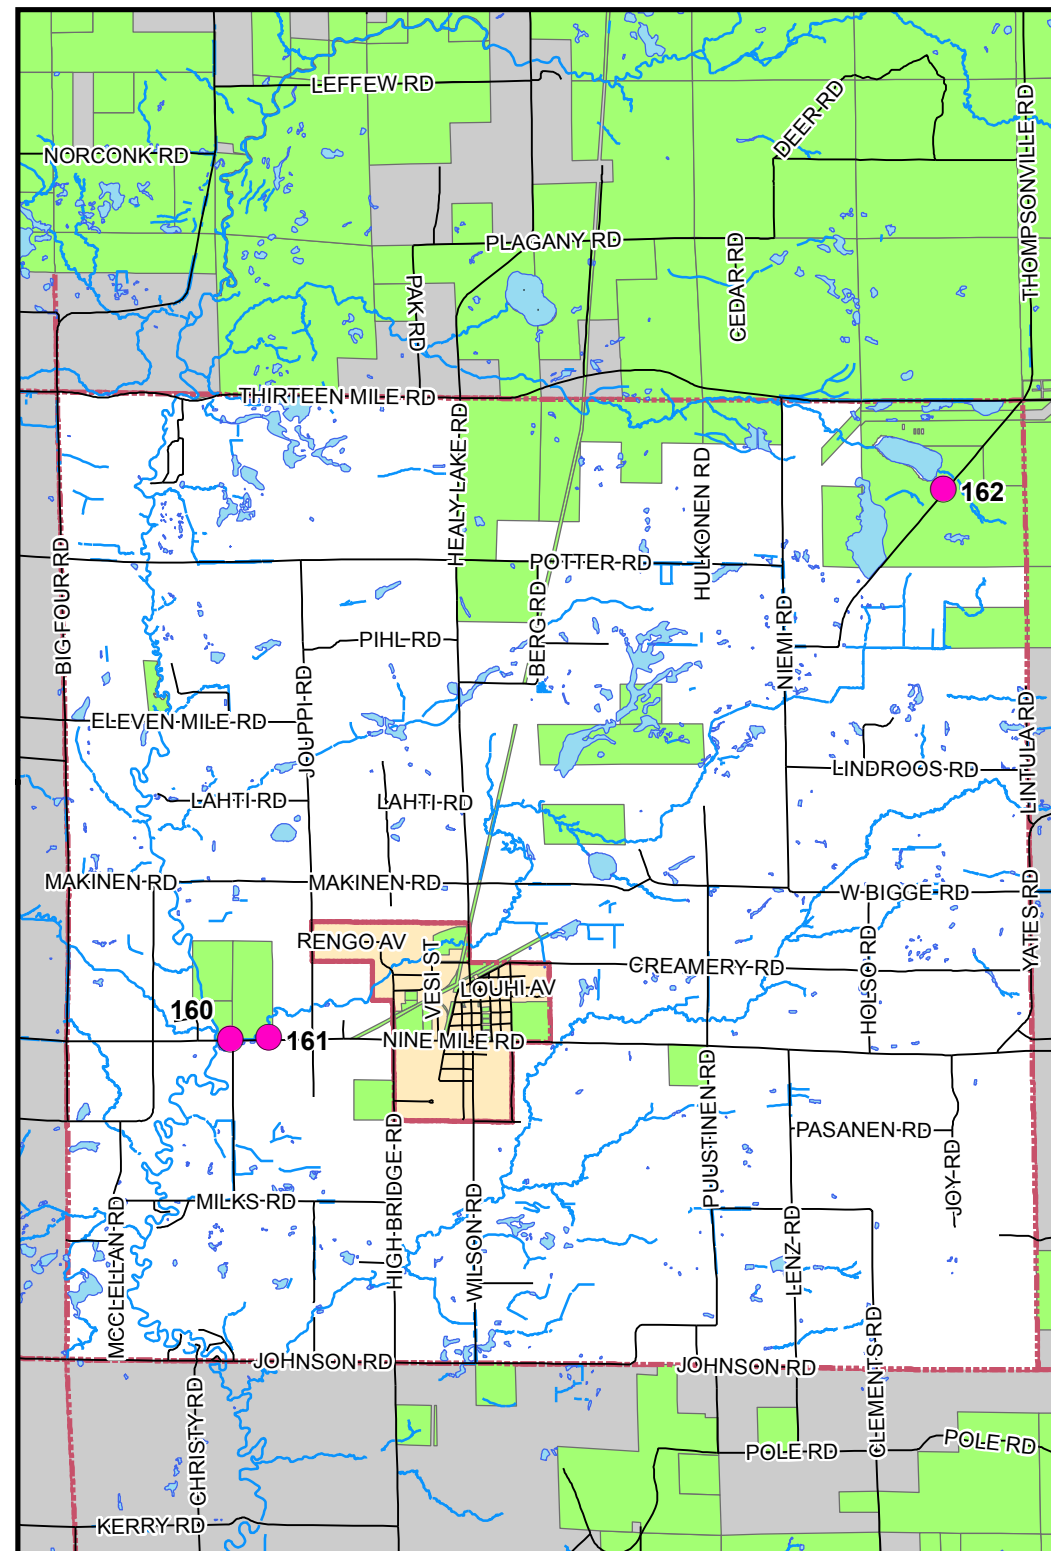 LEFFEW RD
DEER RD
THOMPSONVILLE RD
NORCONK RD
PLAGANY RD
CEDAR RD
PAK RD
THIRTEEN MILE RD
HEALY LAKE RD
HULKONEN RD
162
BIG FOUR RD
POTTER RD
BERG RD
NIEMI RD
PIHL RD
JOUPPI RD
ELEVEN MILE RD
LINTULA RD
LINDROOS RD
LAHTI RD
LAHTI RD
MAKINEN RD
MAKINEN RD
W BIGGE RD
YATES RD
RENGO AV
VESI ST
CREAMERY RD
HOLSO RD
LOUHI AV
160
161
NINE MILE RD
PUUSTINEN RD
PASANEN RD
JOY RD
HIGH BRIDGE RD
MILKS RD
MCCLELLAN RD
WILSON RD
LENZ RD
JOHNSON RD
JOHNSON RD
CLEMENTS RD
CHRISTY RD
POLE RD
POLE RD
KERRY RD